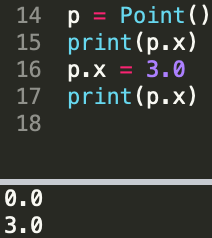 14 p = Point()
15 print(p.x)
16 p.x = 3.0
17 print(p.x)
18
0.0
3.0